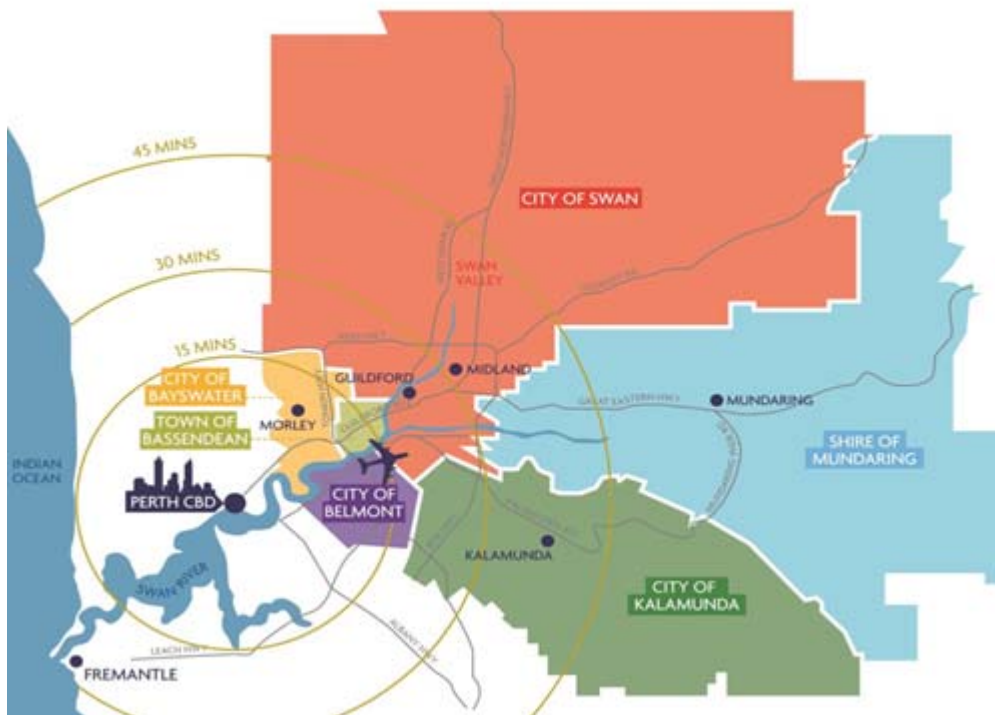 45 MINS
30 MINS
15 MINS
CITY OF SWAN
SWAN
VALLEY
CITY OF
BAYSWATER
TOWN OF
BASSENDEAN
GUILDFORD
MIDLAND
MORLEY
GREAT EASTERN HWY
MUNDARING
SHIRE OF
MUNDARING
INDIAN
OCEAN
PERTH CBD
CITY OF
BELMONT
KALAMUNDA
CITY OF
KALAMUNDA
SWAN RIVER
LEACH HWY
ALBANY HWY
FREMANTLE